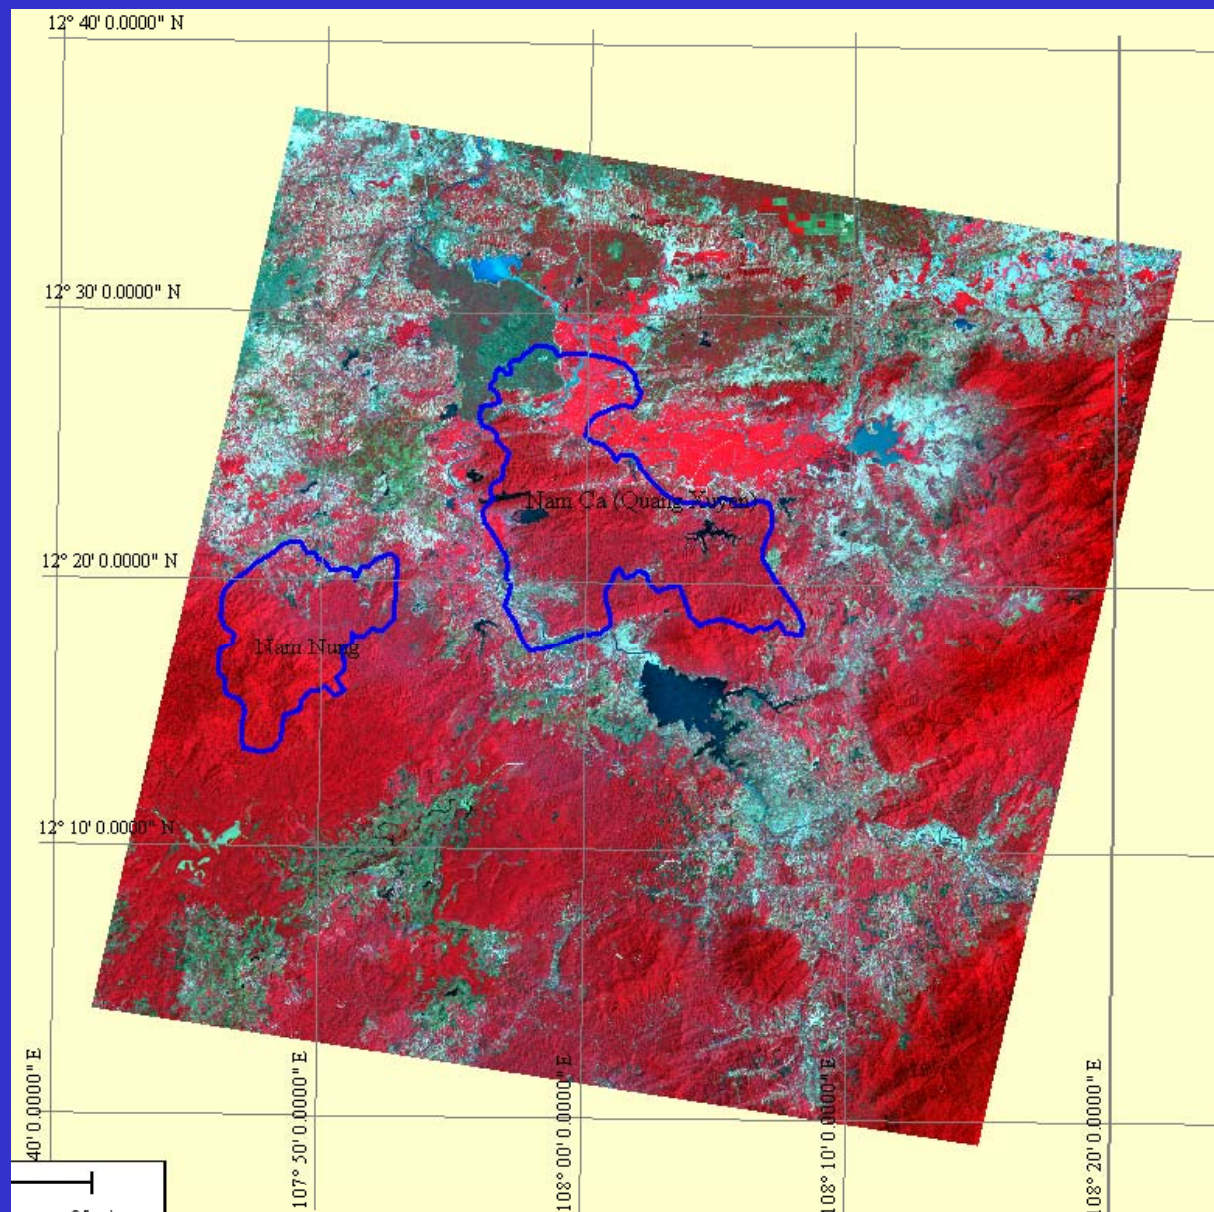 12° 40' 0.0000" N
12° 30' 0.0000" N
Nam Ca (Quang Xuyen)
12° 20' 0.0000" N
Nam Nung
12° 10' 0.0000" N
40' 0.0000" E
107° 50' 0.0000" E
108° 00' 0.0000" E
108° 10' 0.0000" E
108° 20' 0.0000" E